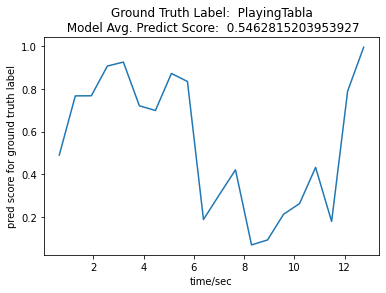 Ground Truth Label:  PlayingTabla
Model Avg. Predict Score:  0.5462815203953927
1.0
0.8
0.6
0.4
0.2
pred score for ground truth label
2
4
6
8
10
12
time/sec